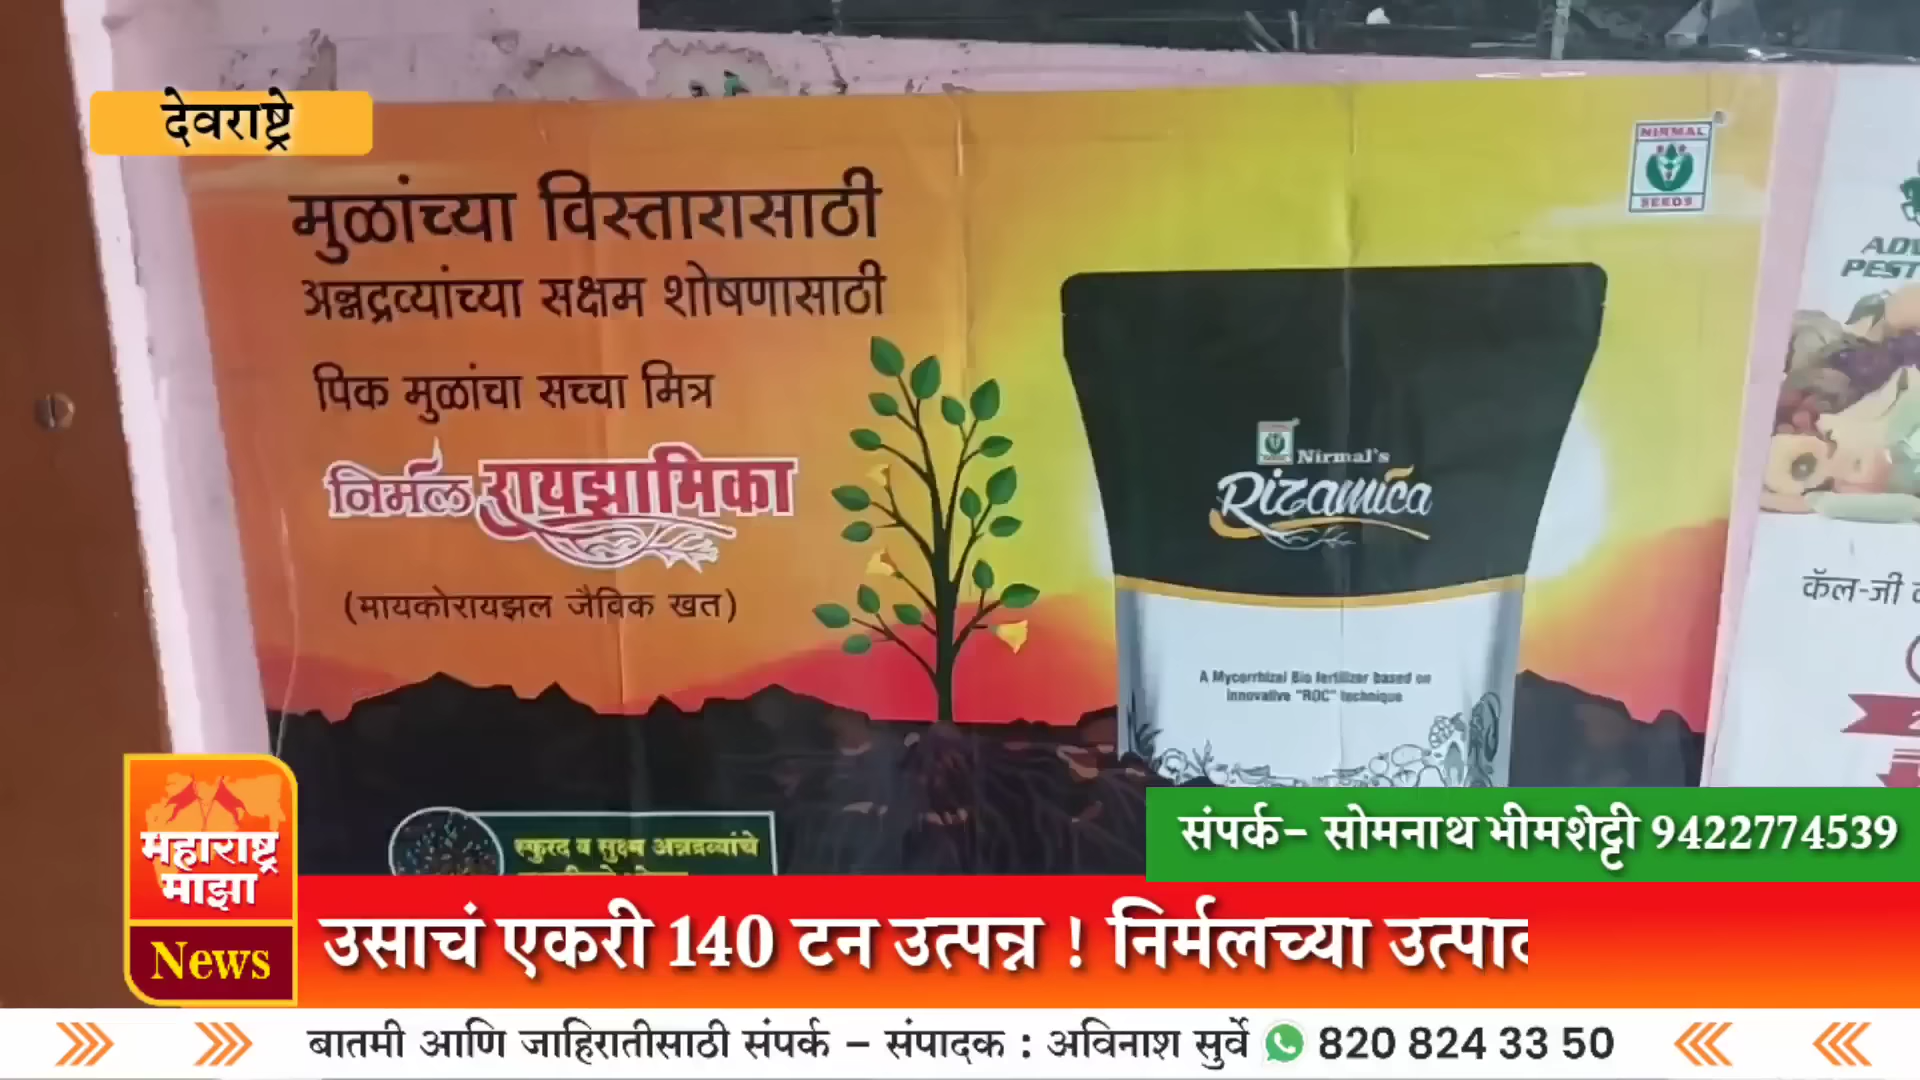 देवराष्ट्रे
NIRMAL
SEEDS
मुळांच्या विस्तारासाठी
अन्नद्रव्यांच्या सक्षम शोषणासाठी
पिक मुळांचा सच्चा मित्र
निर्मल रायझामिका
(मायकोरायझल जैविक खत)
Nirmal's
Rizamica
A Mycorrhizal Bio fertilizer based on
innovative "ROC" technique
कॅल-जी
स्फुरद व सुक्ष्म अन्नद्रव्यांचे
संपर्क- सोमनाथ भीमशेट्टी 9422774539
महाराष्ट्र
माझा
News
उसाचं एकरी 140 टन उत्पन्न ! निर्मलच्या
बातमी आणि जाहिरातीसाठी संपर्क – संपादक : अविनाश सुर्वे 820 824 33 50